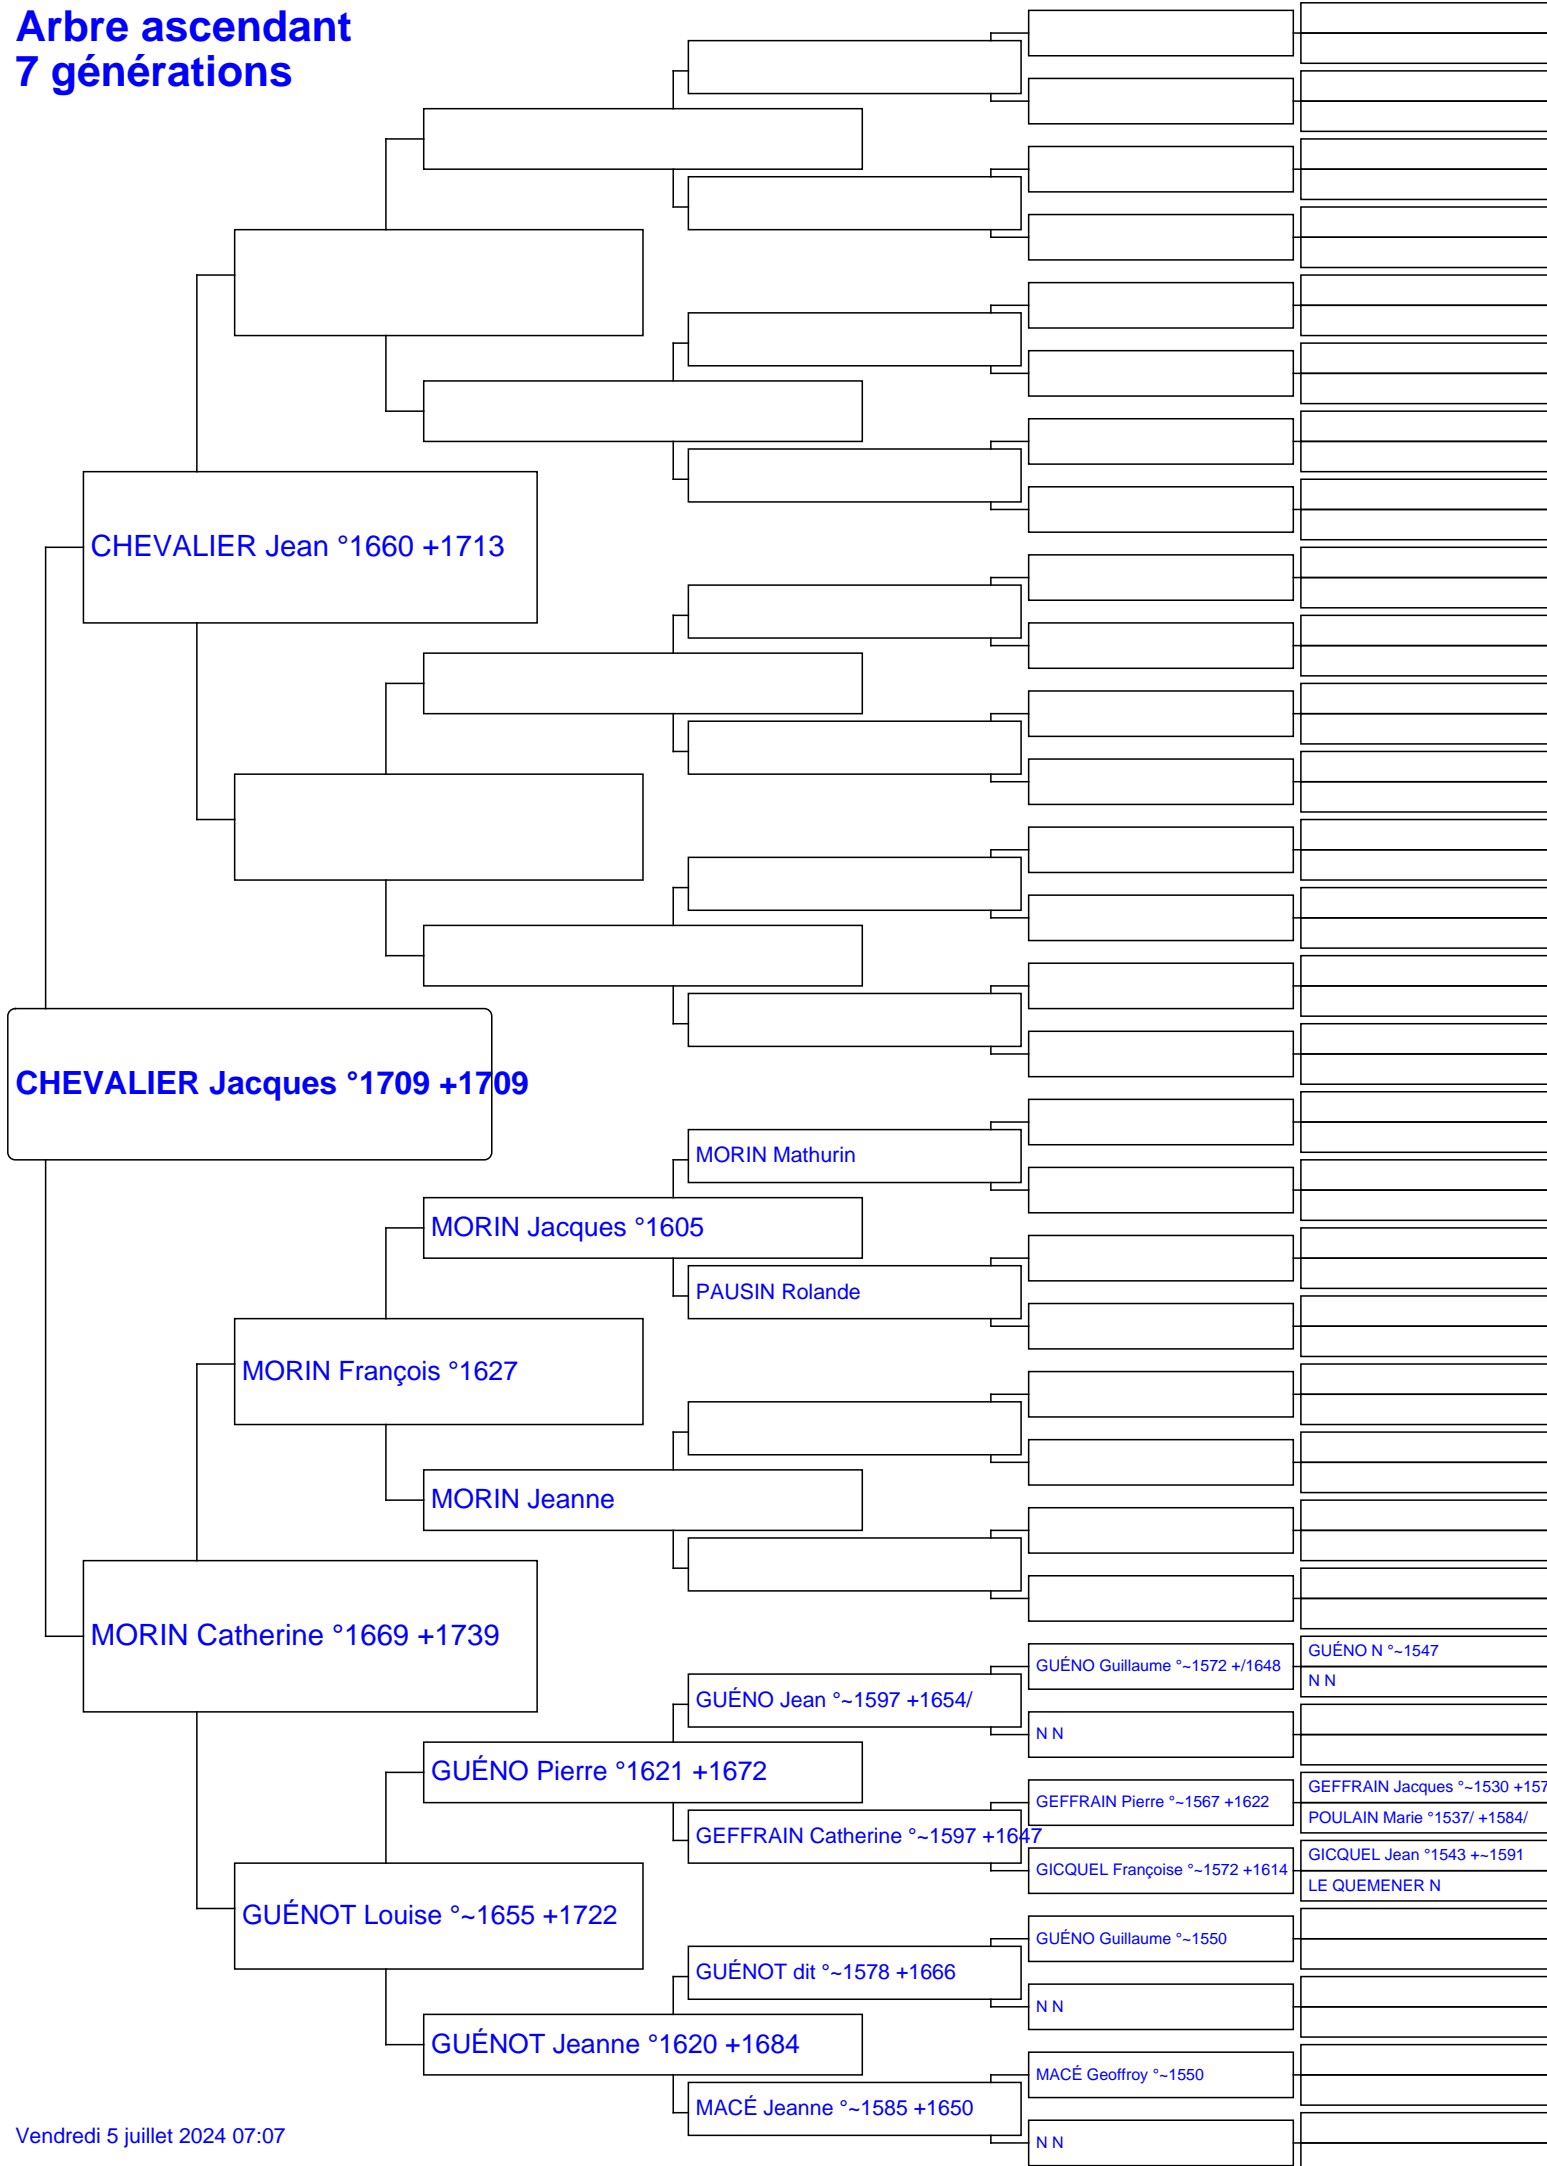 Arbre ascendant
7 générations
CHEVALIER Jean °1660 +1713
CHEVALIER Jacques °1709 +1709
MORIN Mathurin
MORIN Jacques °1605
PAUSIN Rolande
MORIN François °1627
MORIN Jeanne
MORIN Catherine °1669 +1739
GUÉNO N °~1547
GUÉNO Guillaume °~1572 +/1648
N N
GUÉNO Jean °~1597 +1654/
N N
GUÉNO Pierre °1621 +1672
GEFFRAIN Jacques °~1530 +157
GEFFRAIN Pierre °~1567 +1622
POULAIN Marie °1537/ +1584/
GEFFRAIN Catherine °~1597 +1647
GICQUEL Jean °1543 +~1591
GICQUEL Françoise °~1572 +1614
LE QUEMENER N
GUÉNOT Louise °~1655 +1722
GUÉNO Guillaume °~1550
GUÉNOT dit °~1578 +1666
N N
GUÉNOT Jeanne °1620 +1684
MACÉ Geoffroy °~1550
MACÉ Jeanne °~1585 +1650
N N
Vendredi 5 juillet 2024 07:07